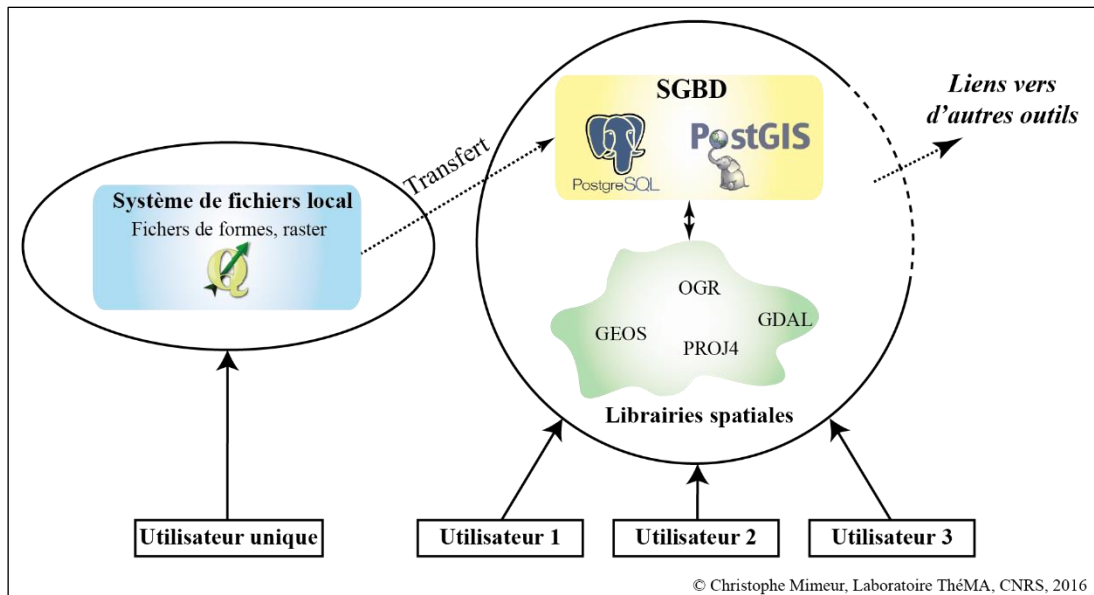 SGBD
PostgreSQL
PostGIS
Liens vers
d'autres outils
Transfert
Système de fichiers local
Fichers de formes, raster
Q
OGR
GEOS
GDAL
PROJ4
Librairies spatiales
Utilisateur unique
Utilisateur 1
Utilisateur 2
Utilisateur 3
© Christophe Mimeur, Laboratoire ThéMA, CNRS, 2016